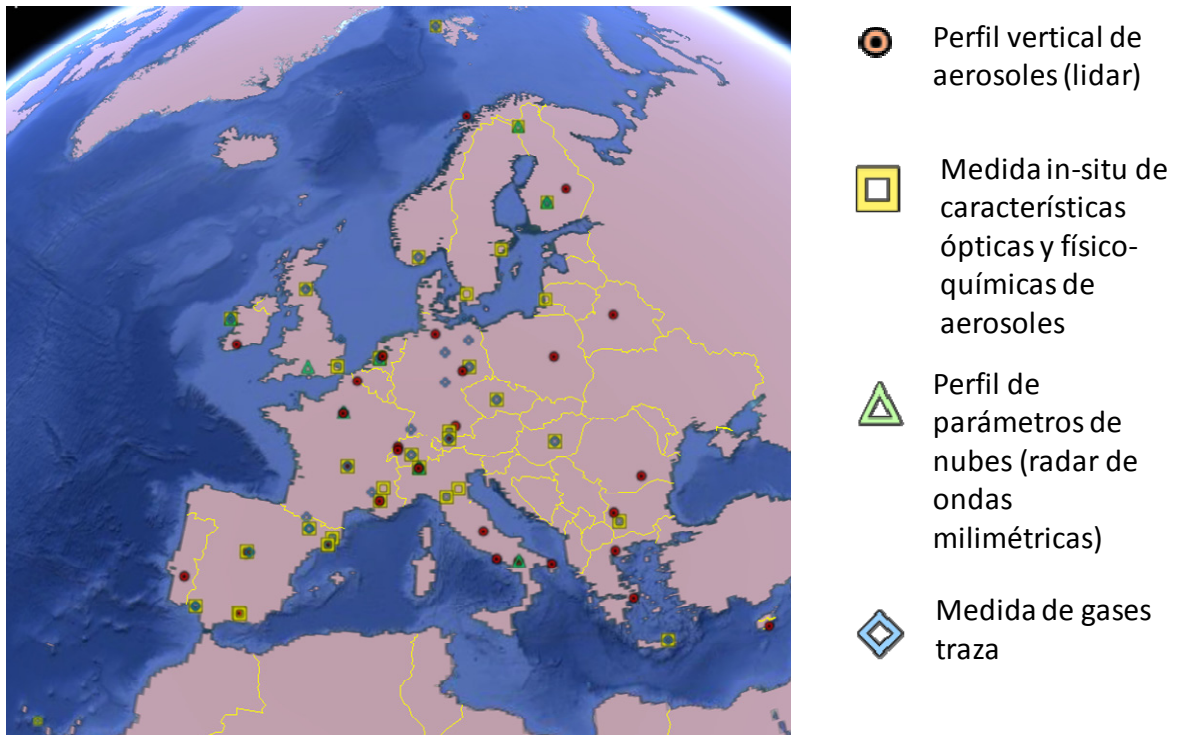 Perfil vertical de
aerosoles (lidar)
Medida in-situ de
característícas
ópticas y físico-
químicas de
aerosoles
Perfil de
parámetros de
nubes (radar de
ondas
milimétricas)
Medida de gases
traza